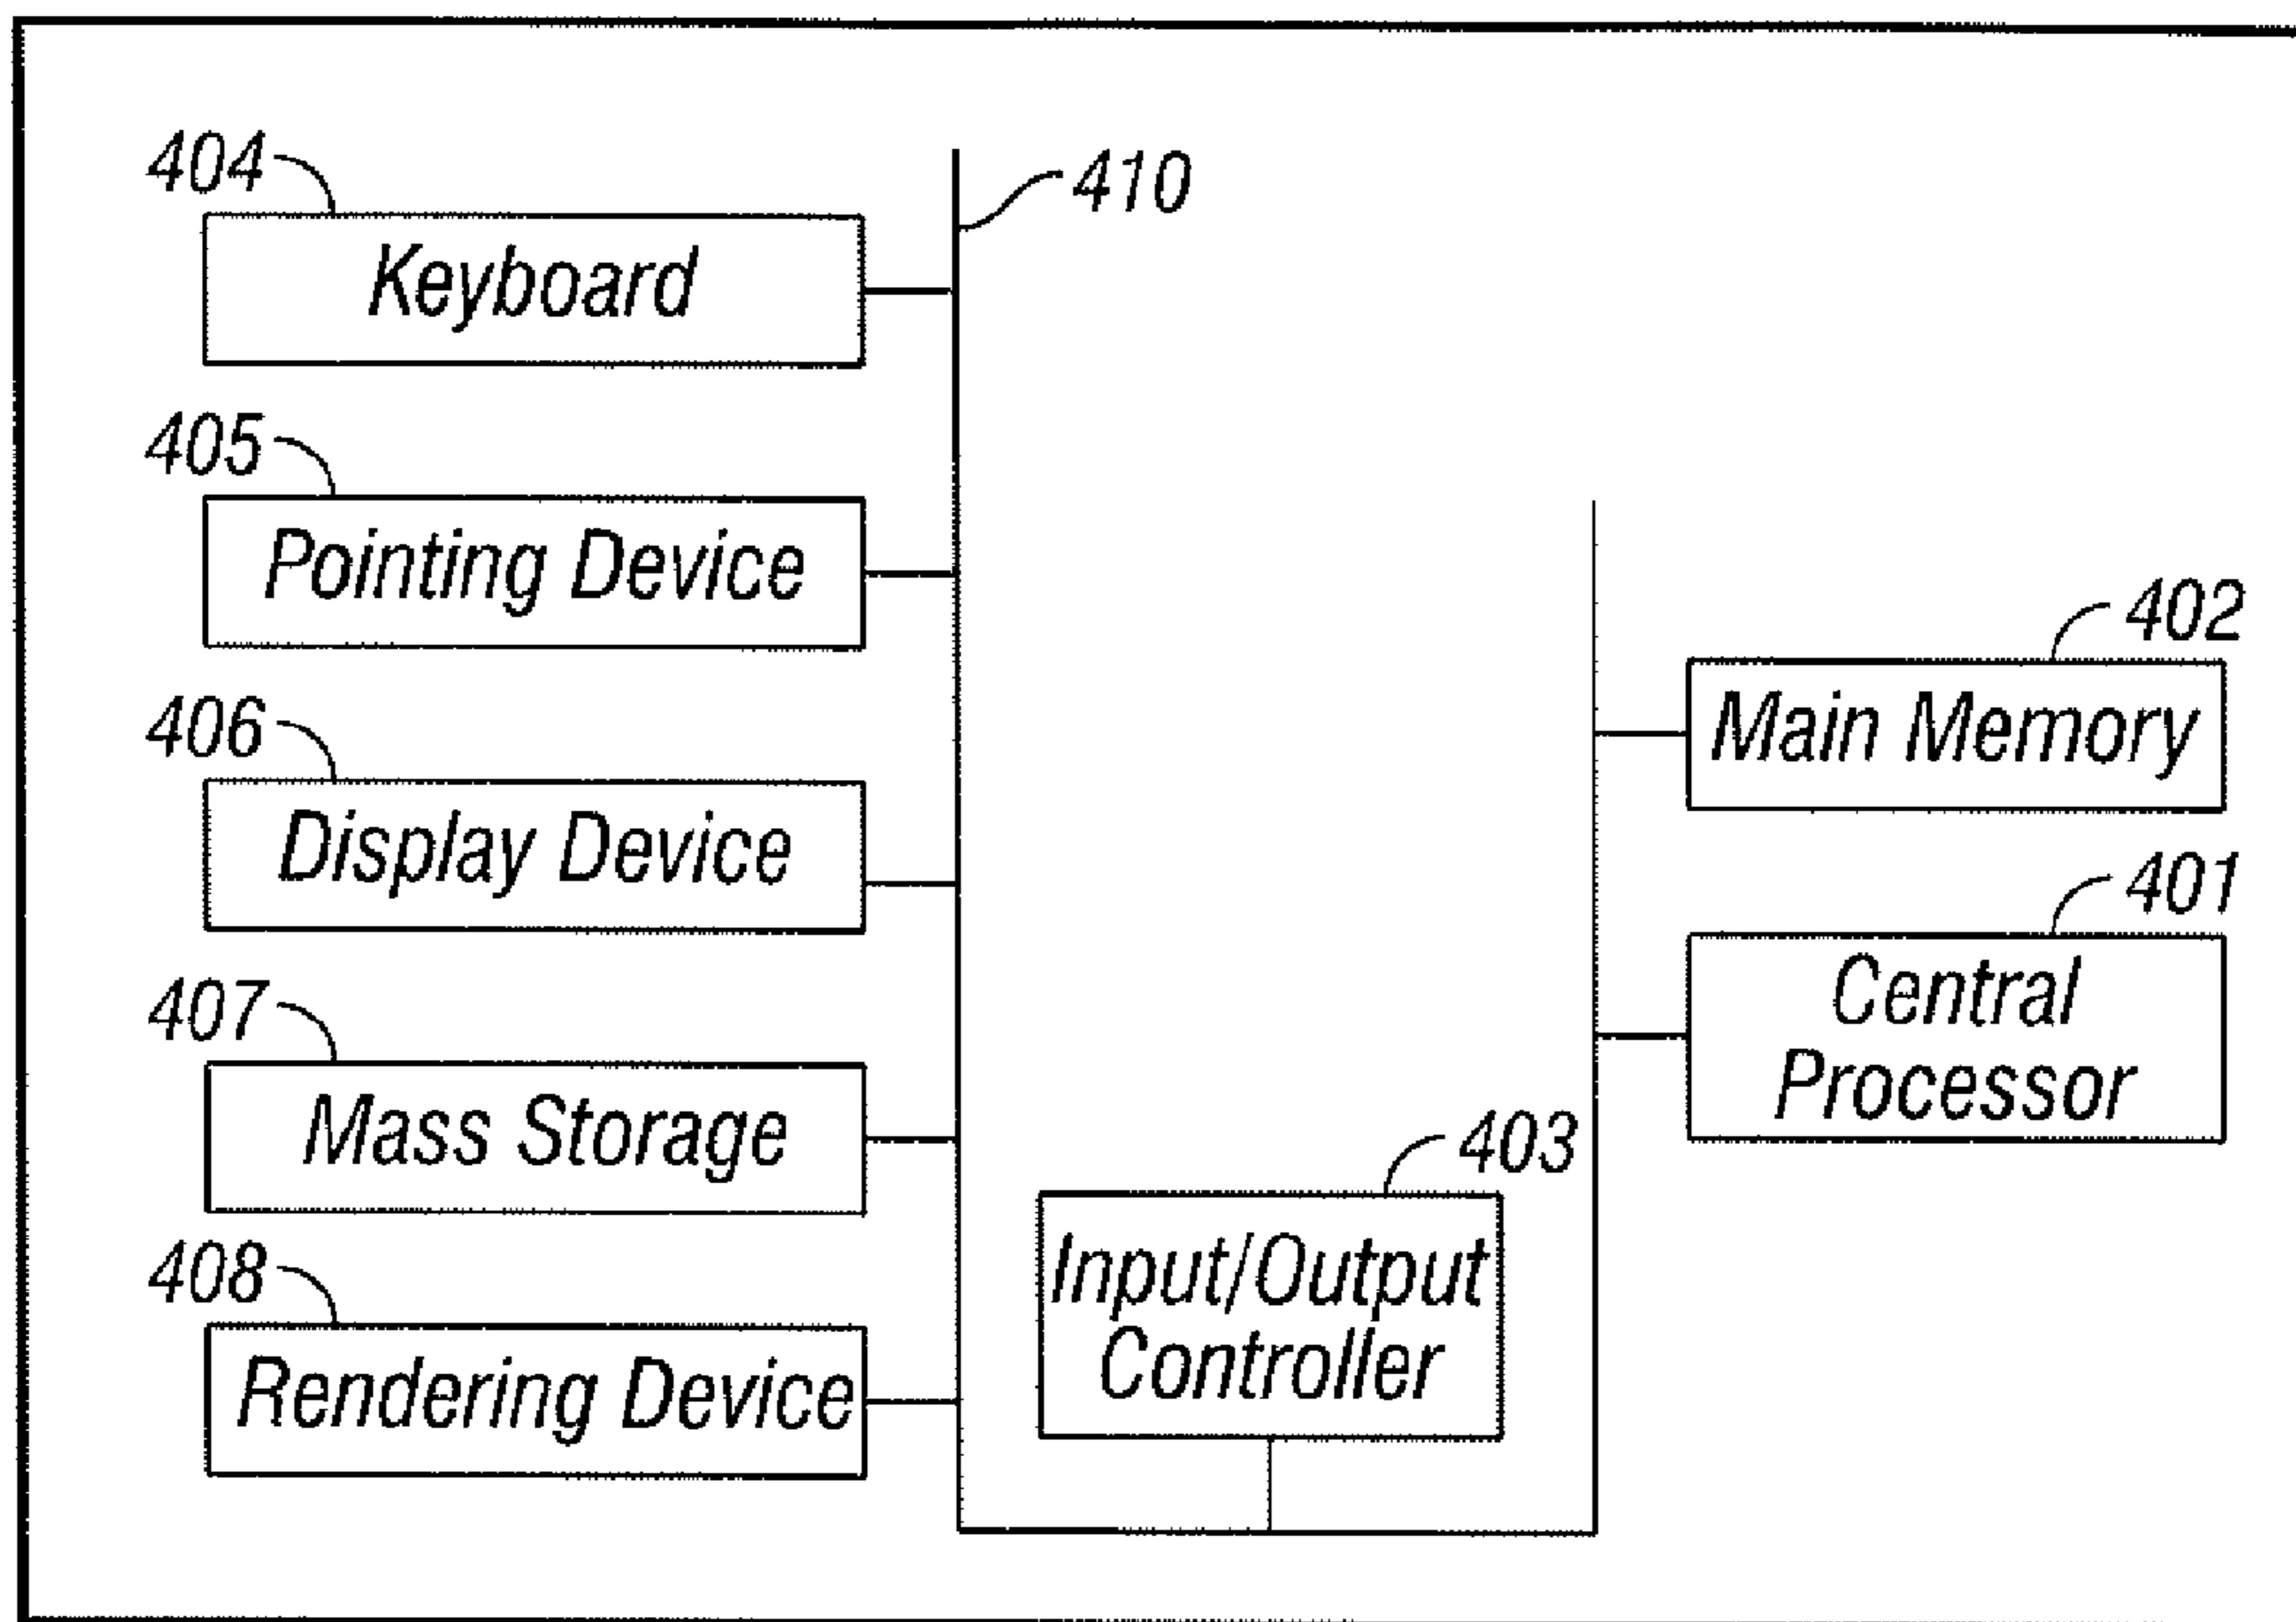 404
Keyboard
410
405
Pointing Device
406
Display Device
407
Mass Storage
408
Rendering Device
402
Main Memory
401
Central
Processor
403
Input/Output
Controller